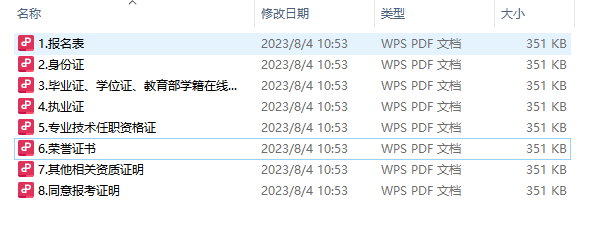 名称 修改日期 类型 大小
1.报名表 2023/8/4 10:53 WPS PDF 文档 351 KB
2.身份证 2023/8/4 10:53 WPS PDF 文档 351 KB
3.毕业证、学位证、教育部学籍在线... 2023/8/4 10:53 WPS PDF 文档 351 KB
4.执业证 2023/8/4 10:53 WPS PDF 文档 351 KB
5.专业技术任职资格证 2023/8/4 10:53 WPS PDF 文档 351 KB
6.荣誉证书 2023/8/4 10:53 WPS PDF 文档 351 KB
7.其他相关资质证明 2023/8/4 10:53 WPS PDF 文档 351 KB
8.同意报考证明 2023/8/4 10:53 WPS PDF 文档 351 KB